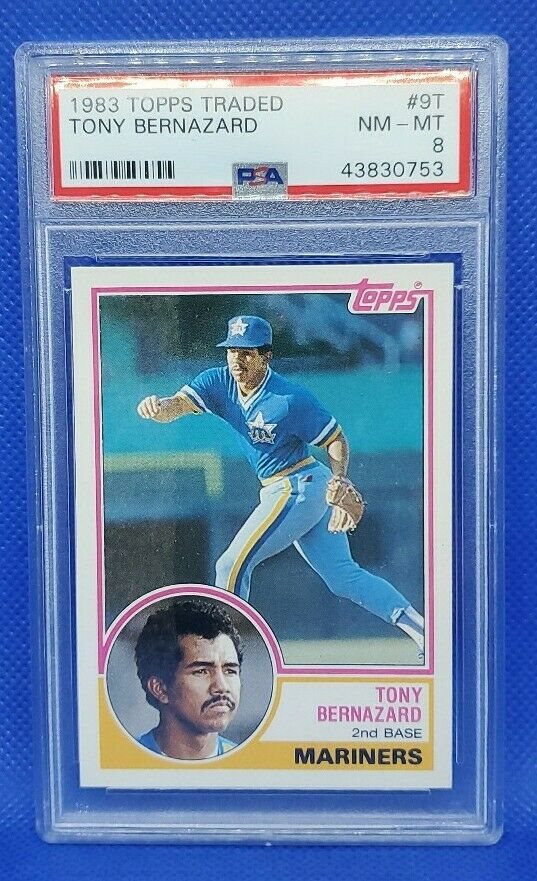 1983 TOPPS TRADED #9T
TONY BERNAZARD NM - MT
8
PSA 43830753
Topps
TONY
BERNAZARD
2nd BASE
MARINERS